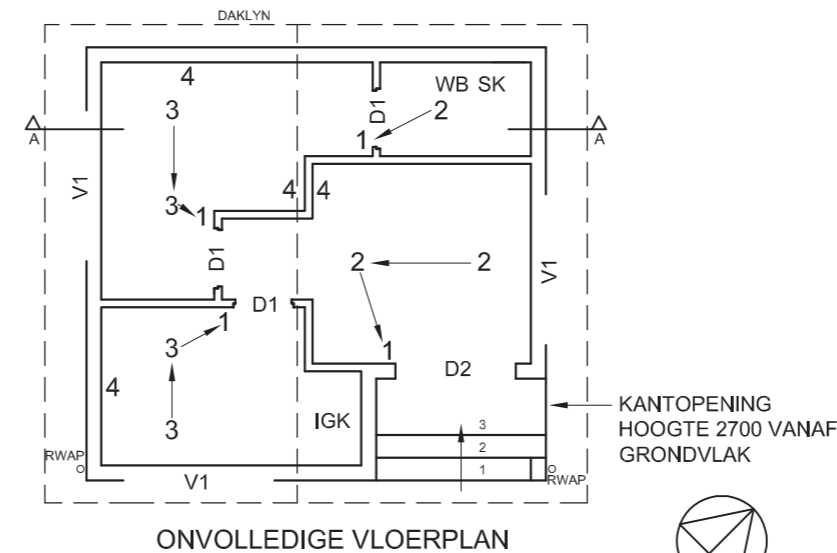 DAKLYN
4
WB SK
3
D1
2
1
A
A
V1
4
4
3
1
D1
2
2
V1
D1
1
3
1
D2
4
KANTOPENING
HOOGTE 2700 VANAF
GRONDVLAK
3
IGK
3
2
1
RWAP
O
V1
O
RWAP
ONVOLLEDIGE VLOERPLAN